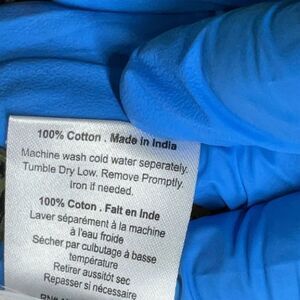 100% Cotton . Made in India
Machine wash cold water seperately.
Tumble Dry Low. Remove Promptly.
Iron if needed.
100% Coton . Fait en Inde
Laver séparément à la machine
à l'eau froide
Sécher par culbutage à basse
température
Retirer aussitót sec
Repasser si nécessaire